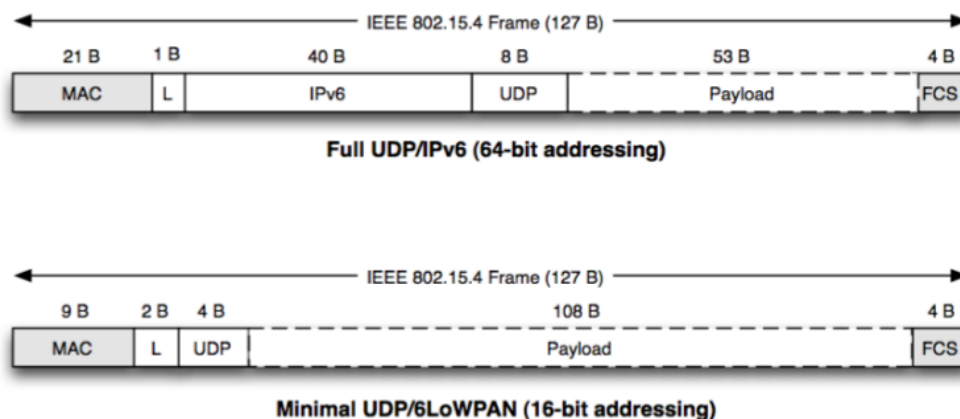 IEEE 802.15.4 Frame (127 B)
21 B 1 B 40 B 8 B 53 B 4 B
MAC L IPv6 UDP Payload FCS
Full UDP/IPv6 (64-bit addressing)
IEEE 802.15.4 Frame (127 B)
9 B 2 B 4 B 108 B 4 B
MAC L UDP Payload FCS
Minimal UDP/6LoWPAN (16-bit addressing)